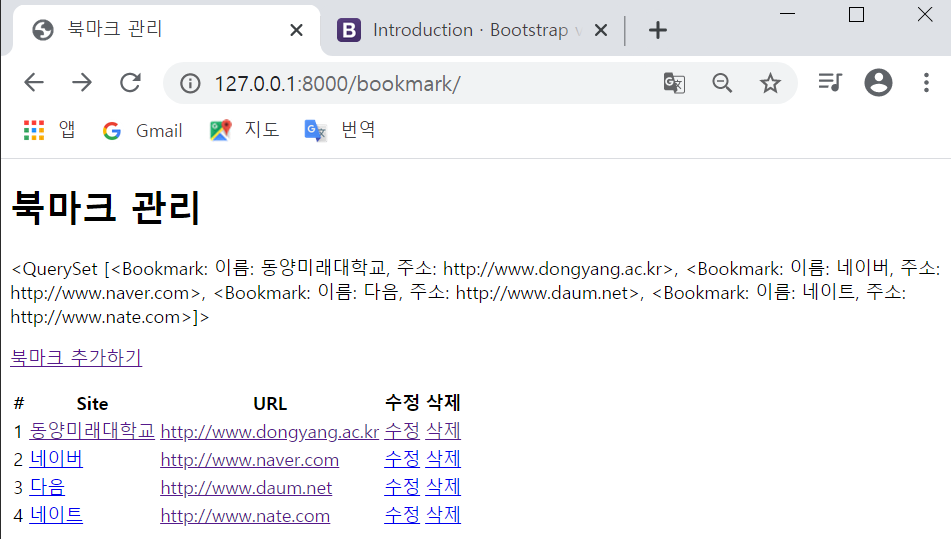 북마크 관리
Introduction · Bootstrap v
127.0.0.1:8000/bookmark/
앱 Gmail 지도 번역
북마크 관리
<QuerySet [<Bookmark: 이름: 동양미래대학교, 주소: http://www.dongyang.ac.kr>, <Bookmark: 이름: 네이버, 주소:
http://www.naver.com>, <Bookmark: 이름: 다음, 주소: http://www.daum.net>, <Bookmark: 이름: 네이트, 주소:
http://www.nate.com>]>
북마크 추가하기
# Site URL 수정 삭제
1 동양미래대학교 http://www.dongyang.ac.kr 수정 삭제
2 네이버 http://www.naver.com 수정 삭제
3 다음 http://www.daum.net 수정 삭제
4 네이트 http://www.nate.com 수정 삭제